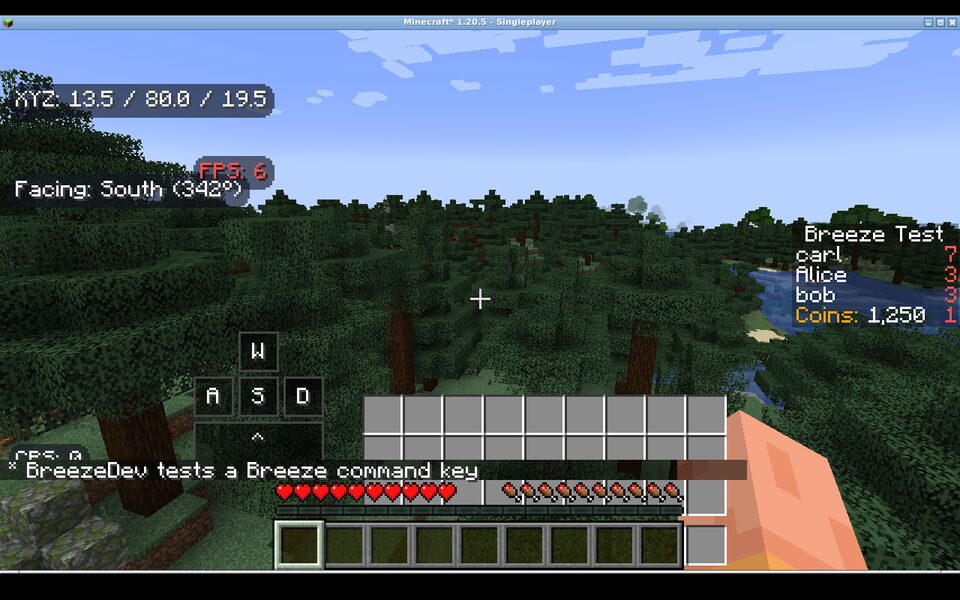 Minecraft* 1.20.5 - Singleplayer
XYZ: 13.5 / 80.0 / 19.5
FPS: 6
Facing: South (342°)
Breeze Test
carl 7
Alice 3
bob 3
Coins: 1,250 1
W
A S D
^
CPS: 0
* BreezeDev tests a Breeze command key